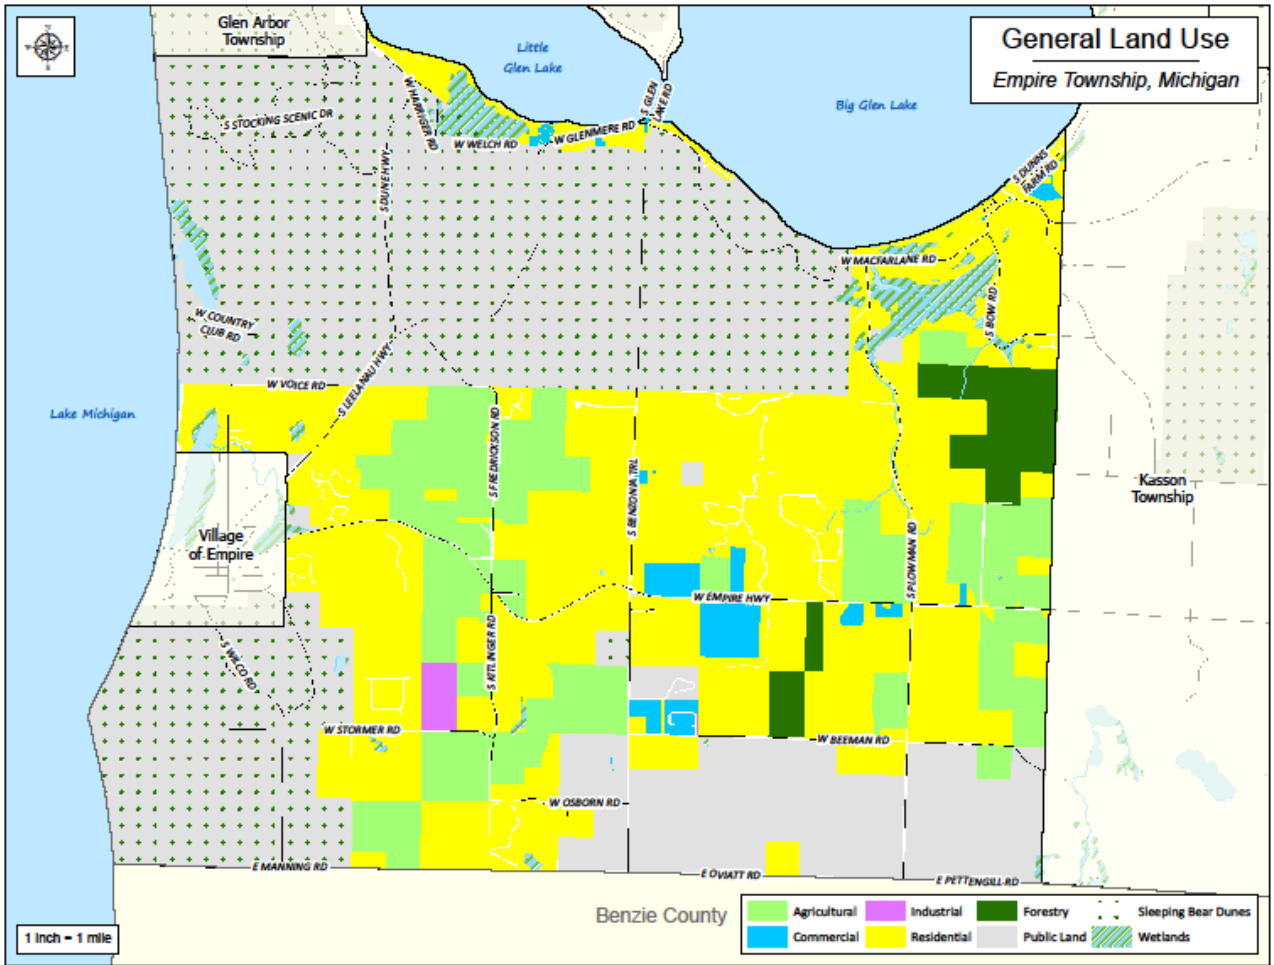 General Land Use
Empire Township, Michigan
Glen Arbor
Township
Little
Glen Lake
Big Glen Lake
S GLEN
LAKE RD
W HARRIGER RD
S STOCKING SCENIC DR
W WELCH RD
W GLENMERE RD
S DUNE HWY
S DUNNS
FARM RD
W MACFARLANE RD
S BOW RD
W COUNTRY
CLUB RD
S LEELANAU HWY
W VOICE RD
Lake Michigan
S FREDRICKSON RD
S BENZONIA TRL
S PLOWMAN RD
Kasson
Township
Village
of Empire
W EMPIRE HWY
S WILCO RD
S KITLINGER RD
W STORMER RD
W BEEMAN RD
W OSBORN RD
E MANNING RD
E OVIATT RD
E PETTENGILL RD
Benzie County
1 inch = 1 mile
Agricultural
Industrial
Forestry
Sleeping Bear Dunes
Commercial
Residential
Public Land
Wetlands